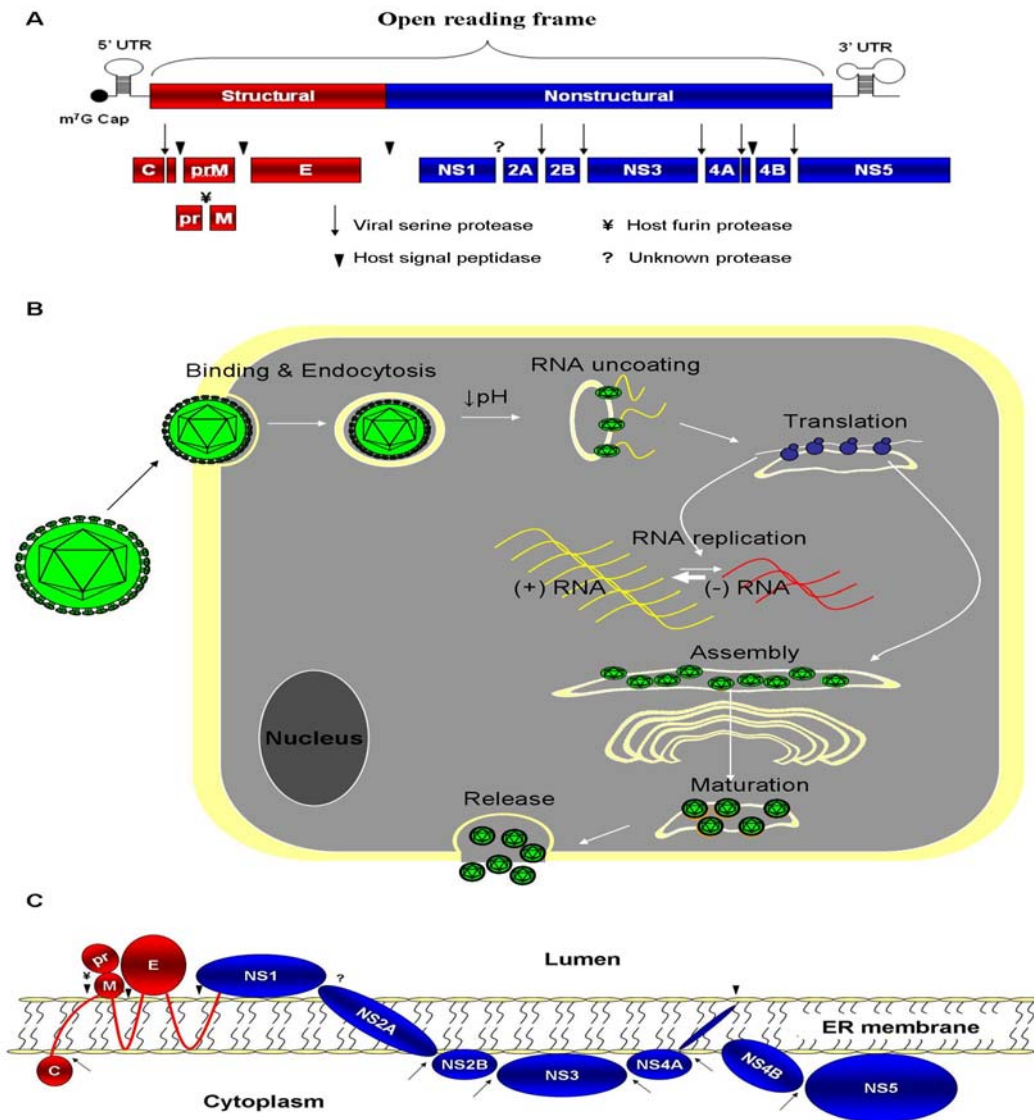 A
Open reading frame
5' UTR
3' UTR
Structural
Nonstructural
m⁷G Cap
?
C
prM
E
NS1
2A
2B
NS3
4A
4B
NS5
¥
pr
M
Viral serine protease
¥ Host furin protease
Host signal peptidase
? Unknown protease
B
Binding & Endocytosis
RNA uncoating
↓pH
Translation
RNA replication
(+) RNA
(-) RNA
Assembly
Nucleus
Maturation
Release
C
pr
E
Lumen
¥
M
NS1
?
NS2A
ER membrane
C
NS2B
NS3
NS4A
NS4B
NS5
Cytoplasm